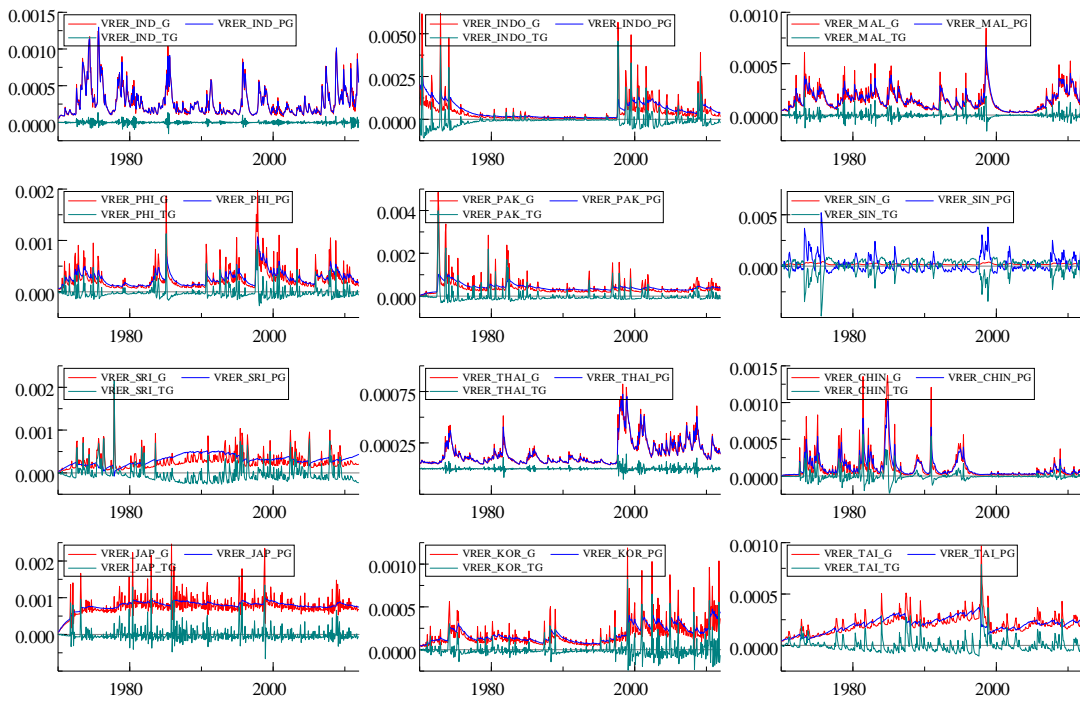 VRER_IND_G VRER_IND_PG
VRER_IND_TG
0.0015
0.0010
0.0005
0.0000
1980 2000
VRER_INDO_G VRER_INDO_PG
VRER_INDO_TG
0.0050
0.0025
0.0000
1980 2000
VRER_MAL_G VRER_MAL_PG
VRER_MAL_TG
0.0010
0.0005
0.0000
1980 2000
VRER_PHI_G VRER_PHI_PG
VRER_PHI_TG
0.002
0.001
0.000
1980 2000
VRER_PAK_G VRER_PAK_PG
VRER_PAK_TG
0.004
0.002
0.000
1980 2000
VRER_SIN_G VRER_SIN_PG
VRER_SIN_TG
0.005
0.000
1980 2000
VRER_SRI_G VRER_SRI_PG
VRER_SRI_TG
0.002
0.001
0.000
1980 2000
VRER_THAI_G VRER_THAI_PG
VRER_THAI_TG
0.00075
0.00025
1980 2000
VRER_CHIN_G VRER_CHIN_PG
VRER_CHIN_TG
0.0015
0.0010
0.0005
0.0000
1980 1990 2000 2010
VRER_JAP_G VRER_JAP_PG
VRER_JAP_TG
0.002
0.001
0.000
1980 2000
VRER_KOR_G VRER_KOR_PG
VRER_KOR_TG
0.0010
0.0005
0.0000
1980 2000
VRER_TAI_G VRER_TAI_PG
VRER_TAI_TG
0.0010
0.0005
0.0000
1980 2000